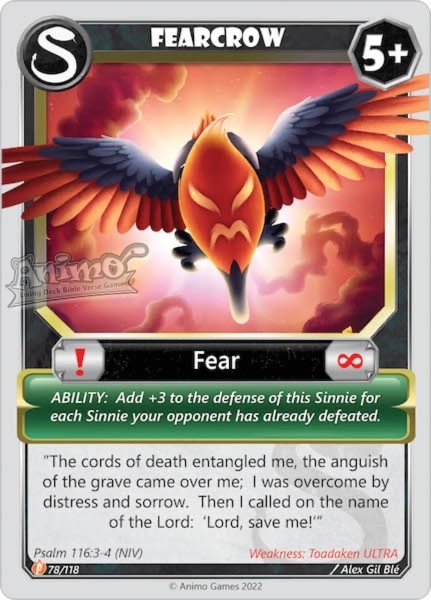 S
FEARCROW
5+
Animo
Living Deck Bible Verse Game
!
Fear
∞
ABILITY: Add +3 to the defense of this Sinnie for
each Sinnie your opponent has already defeated.
"The cords of death entangled me, the anguish
of the grave came over me; I was overcome by
distress and sorrow. Then I called on the name
of the Lord: 'Lord, save me!'"
Psalm 116:3-4 (NIV)
Weakness: Toadaken ULTRA
P 78/118
Alex Gil Blé
© Animo Games 2022